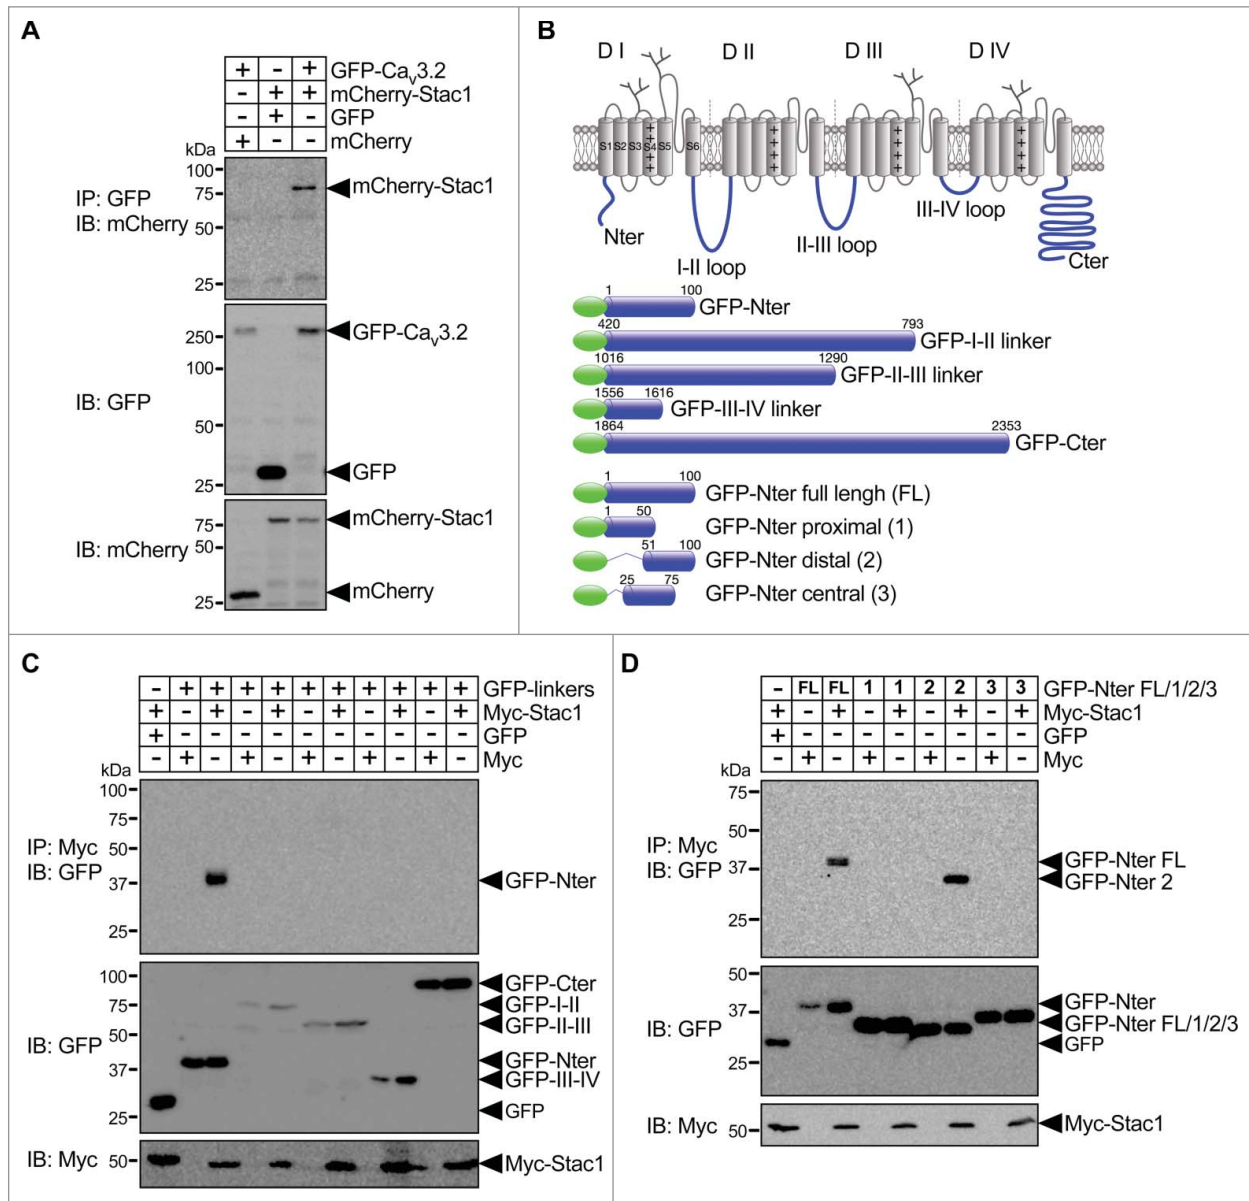 A
+ - + GFP-Cav3.2
- + + mCherry-Stac1
- + - GFP
+ - - mCherry
kDa
100
75
50
25
IP: GFP
IB: mCherry
mCherry-Stac1
250
100
50
25
IB: GFP
GFP-Cav3.2
GFP
75
50
25
IB: mCherry
mCherry-Stac1
mCherry
B
D I D II D III D IV
S1 S2 S3 S4 S5 S6
+ + + +
+ + + +
+ + + +
+ + + +
Nter
I-II loop
II-III loop
III-IV loop
Cter
1 100
GFP-Nter
420 793
GFP-I-II linker
1016 1290
GFP-II-III linker
1556 1616
GFP-III-IV linker
1864 2353
GFP-Cter
1 100
GFP-Nter full lengh (FL)
1 50
GFP-Nter proximal (1)
51 100
GFP-Nter distal (2)
25 75
GFP-Nter central (3)
C
- + + + + + + + + + + GFP-linkers
+ - + - + - + - + - + Myc-Stac1
+ - - - - - - - - - - GFP
- + - + - + - + - + - Myc
kDa
100
75
50
37
25
IP: Myc
IB: GFP
GFP-Nter
100
75
50
37
25
IB: GFP
GFP-Cter
GFP-I-II
GFP-II-III
GFP-Nter
GFP-III-IV
GFP
50
IB: Myc
Myc-Stac1
D
- FL FL 1 1 2 2 3 3 GFP-Nter FL/1/2/3
+ - + - + - + - + Myc-Stac1
+ - - - - - - - - GFP
- + - + - + - + - Myc
kDa
75
50
37
25
IP: Myc
IB: GFP
GFP-Nter FL
GFP-Nter 2
50
37
25
IB: GFP
GFP-Nter
GFP-Nter FL/1/2/3
GFP
50
IB: Myc
Myc-Stac1